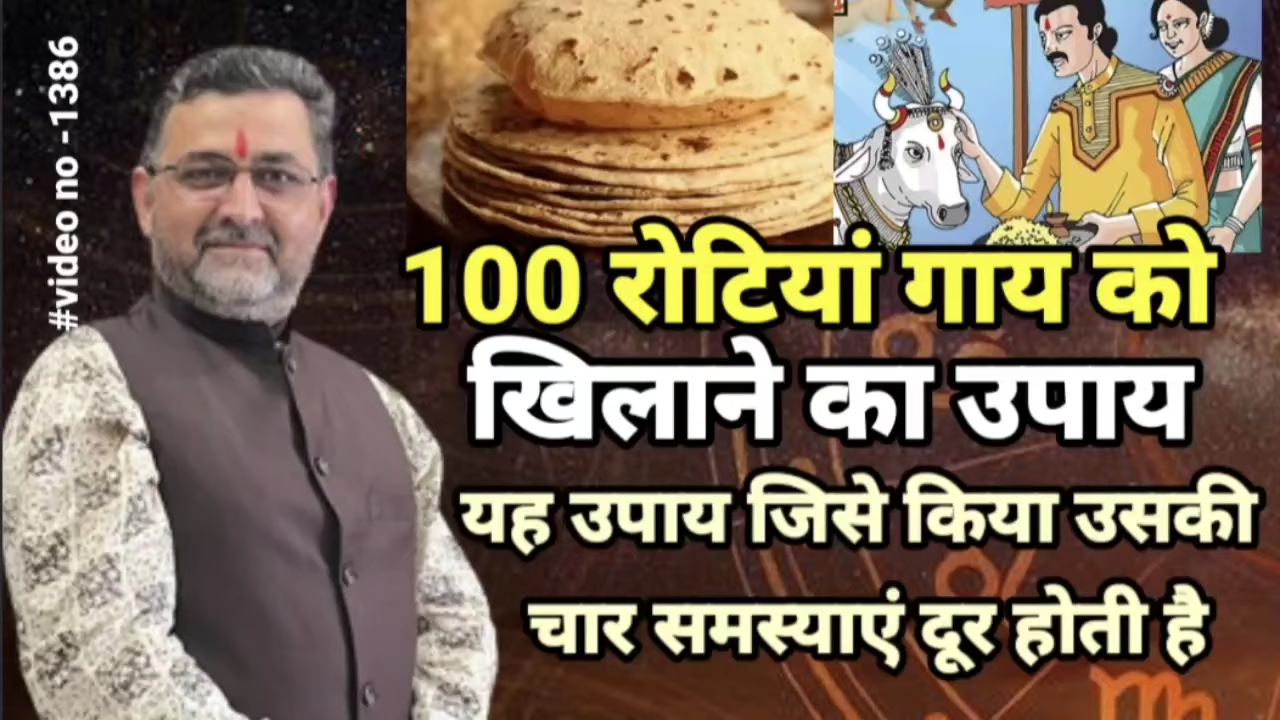 #video no -1386
100 रोटियां गाय को
खिलाने का उपाय
यह उपाय जिसे किया उसकी
चार समस्याएं दूर होती है